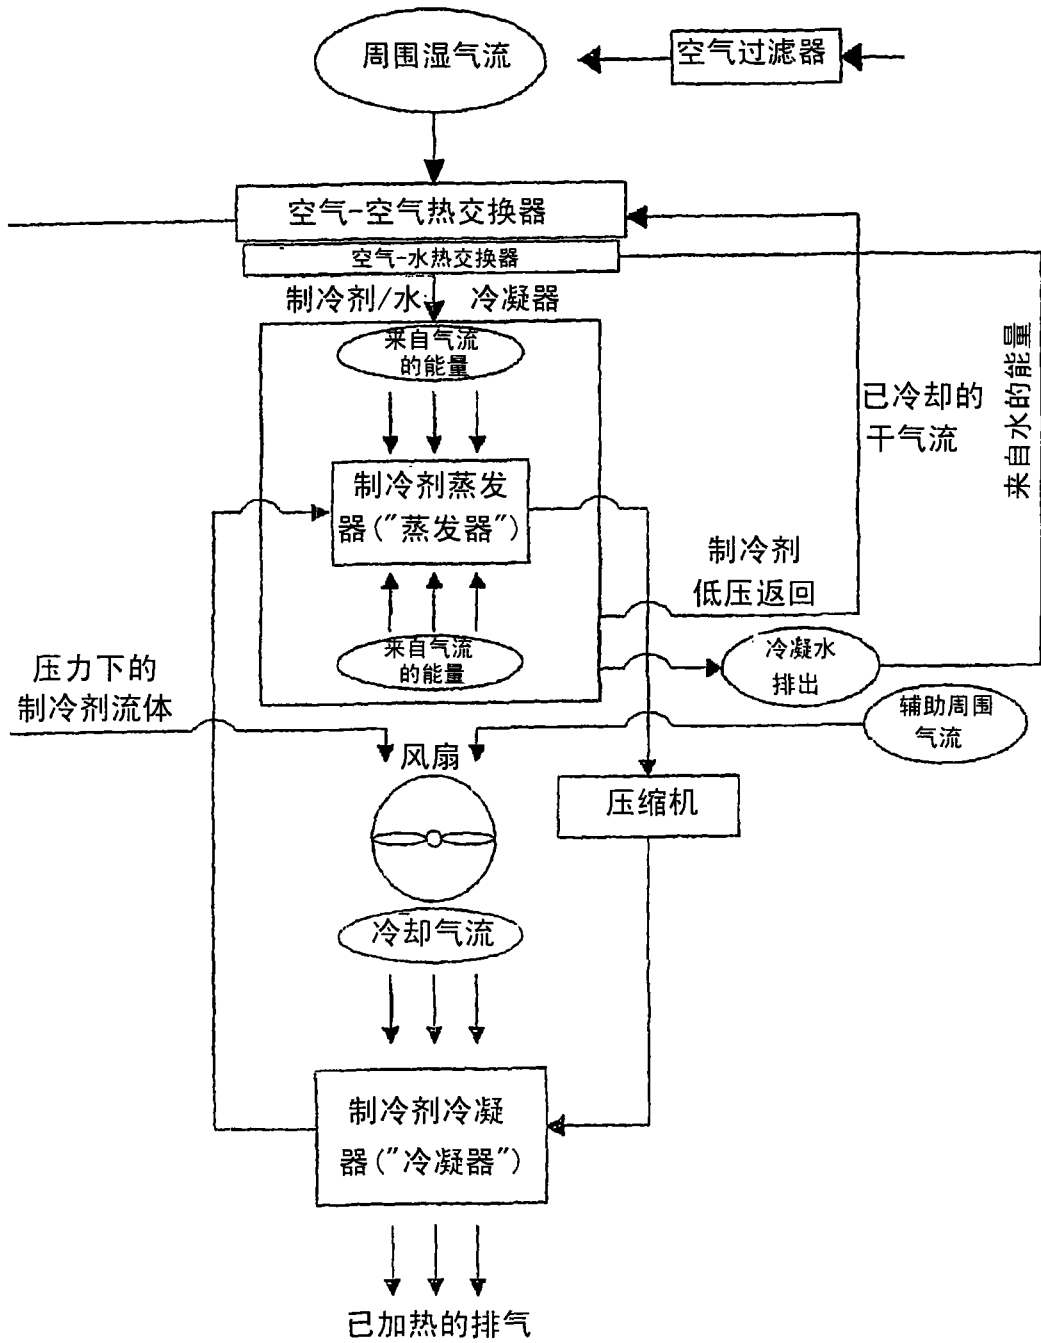 周围湿气流
空气过滤器
空气-空气热交换器
空气-水热交换器
制冷剂/水
冷凝器
来自气流
的能量
已冷却的
干气流
来自水的能量
制冷剂蒸发
器("蒸发器")
制冷剂
低压返回
来自气流
的能量
冷凝水
排出
压力下的
制冷剂流体
辅助周围
气流
风扇
压缩机
冷却气流
制冷剂冷凝
器("冷凝器")
已加热的排气